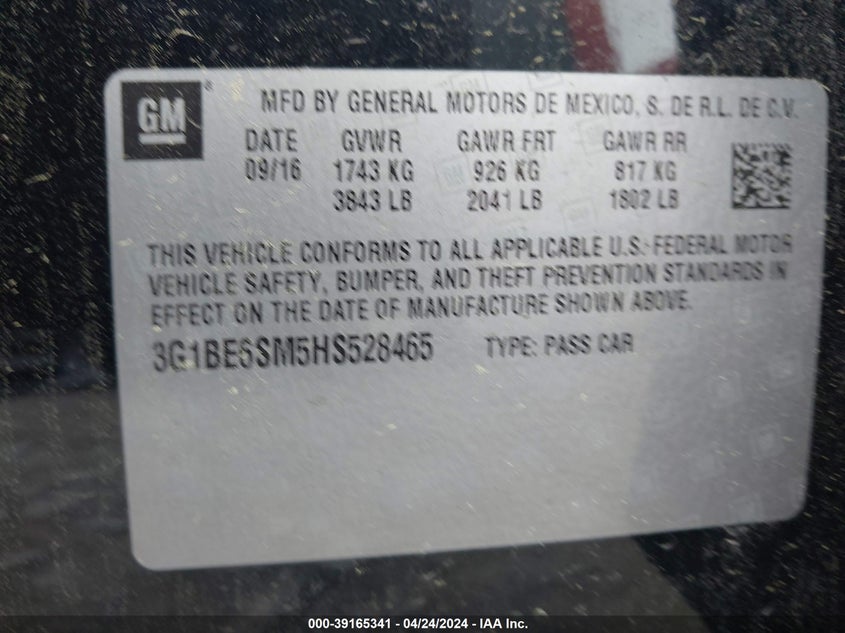 GM®
MFD BY GENERAL MOTORS DE MEXICO, S. DE R.L. DE C.V.
DATE GVWR GAWR FRT GAWR RR
09/16 1743 KG 926 KG 817 KG
3843 LB 2041 LB 1802 LB
THIS VEHICLE CONFORMS TO ALL APPLICABLE U.S. FEDERAL MOTOR
VEHICLE SAFETY, BUMPER, AND THEFT PREVENTION STANDARDS IN
EFFECT ON THE DATE OF MANUFACTURE SHOWN ABOVE.
3G1BE6SM5HS528465 TYPE: PASS CAR
000-39165341 - 04/24/2024 - IAA Inc.